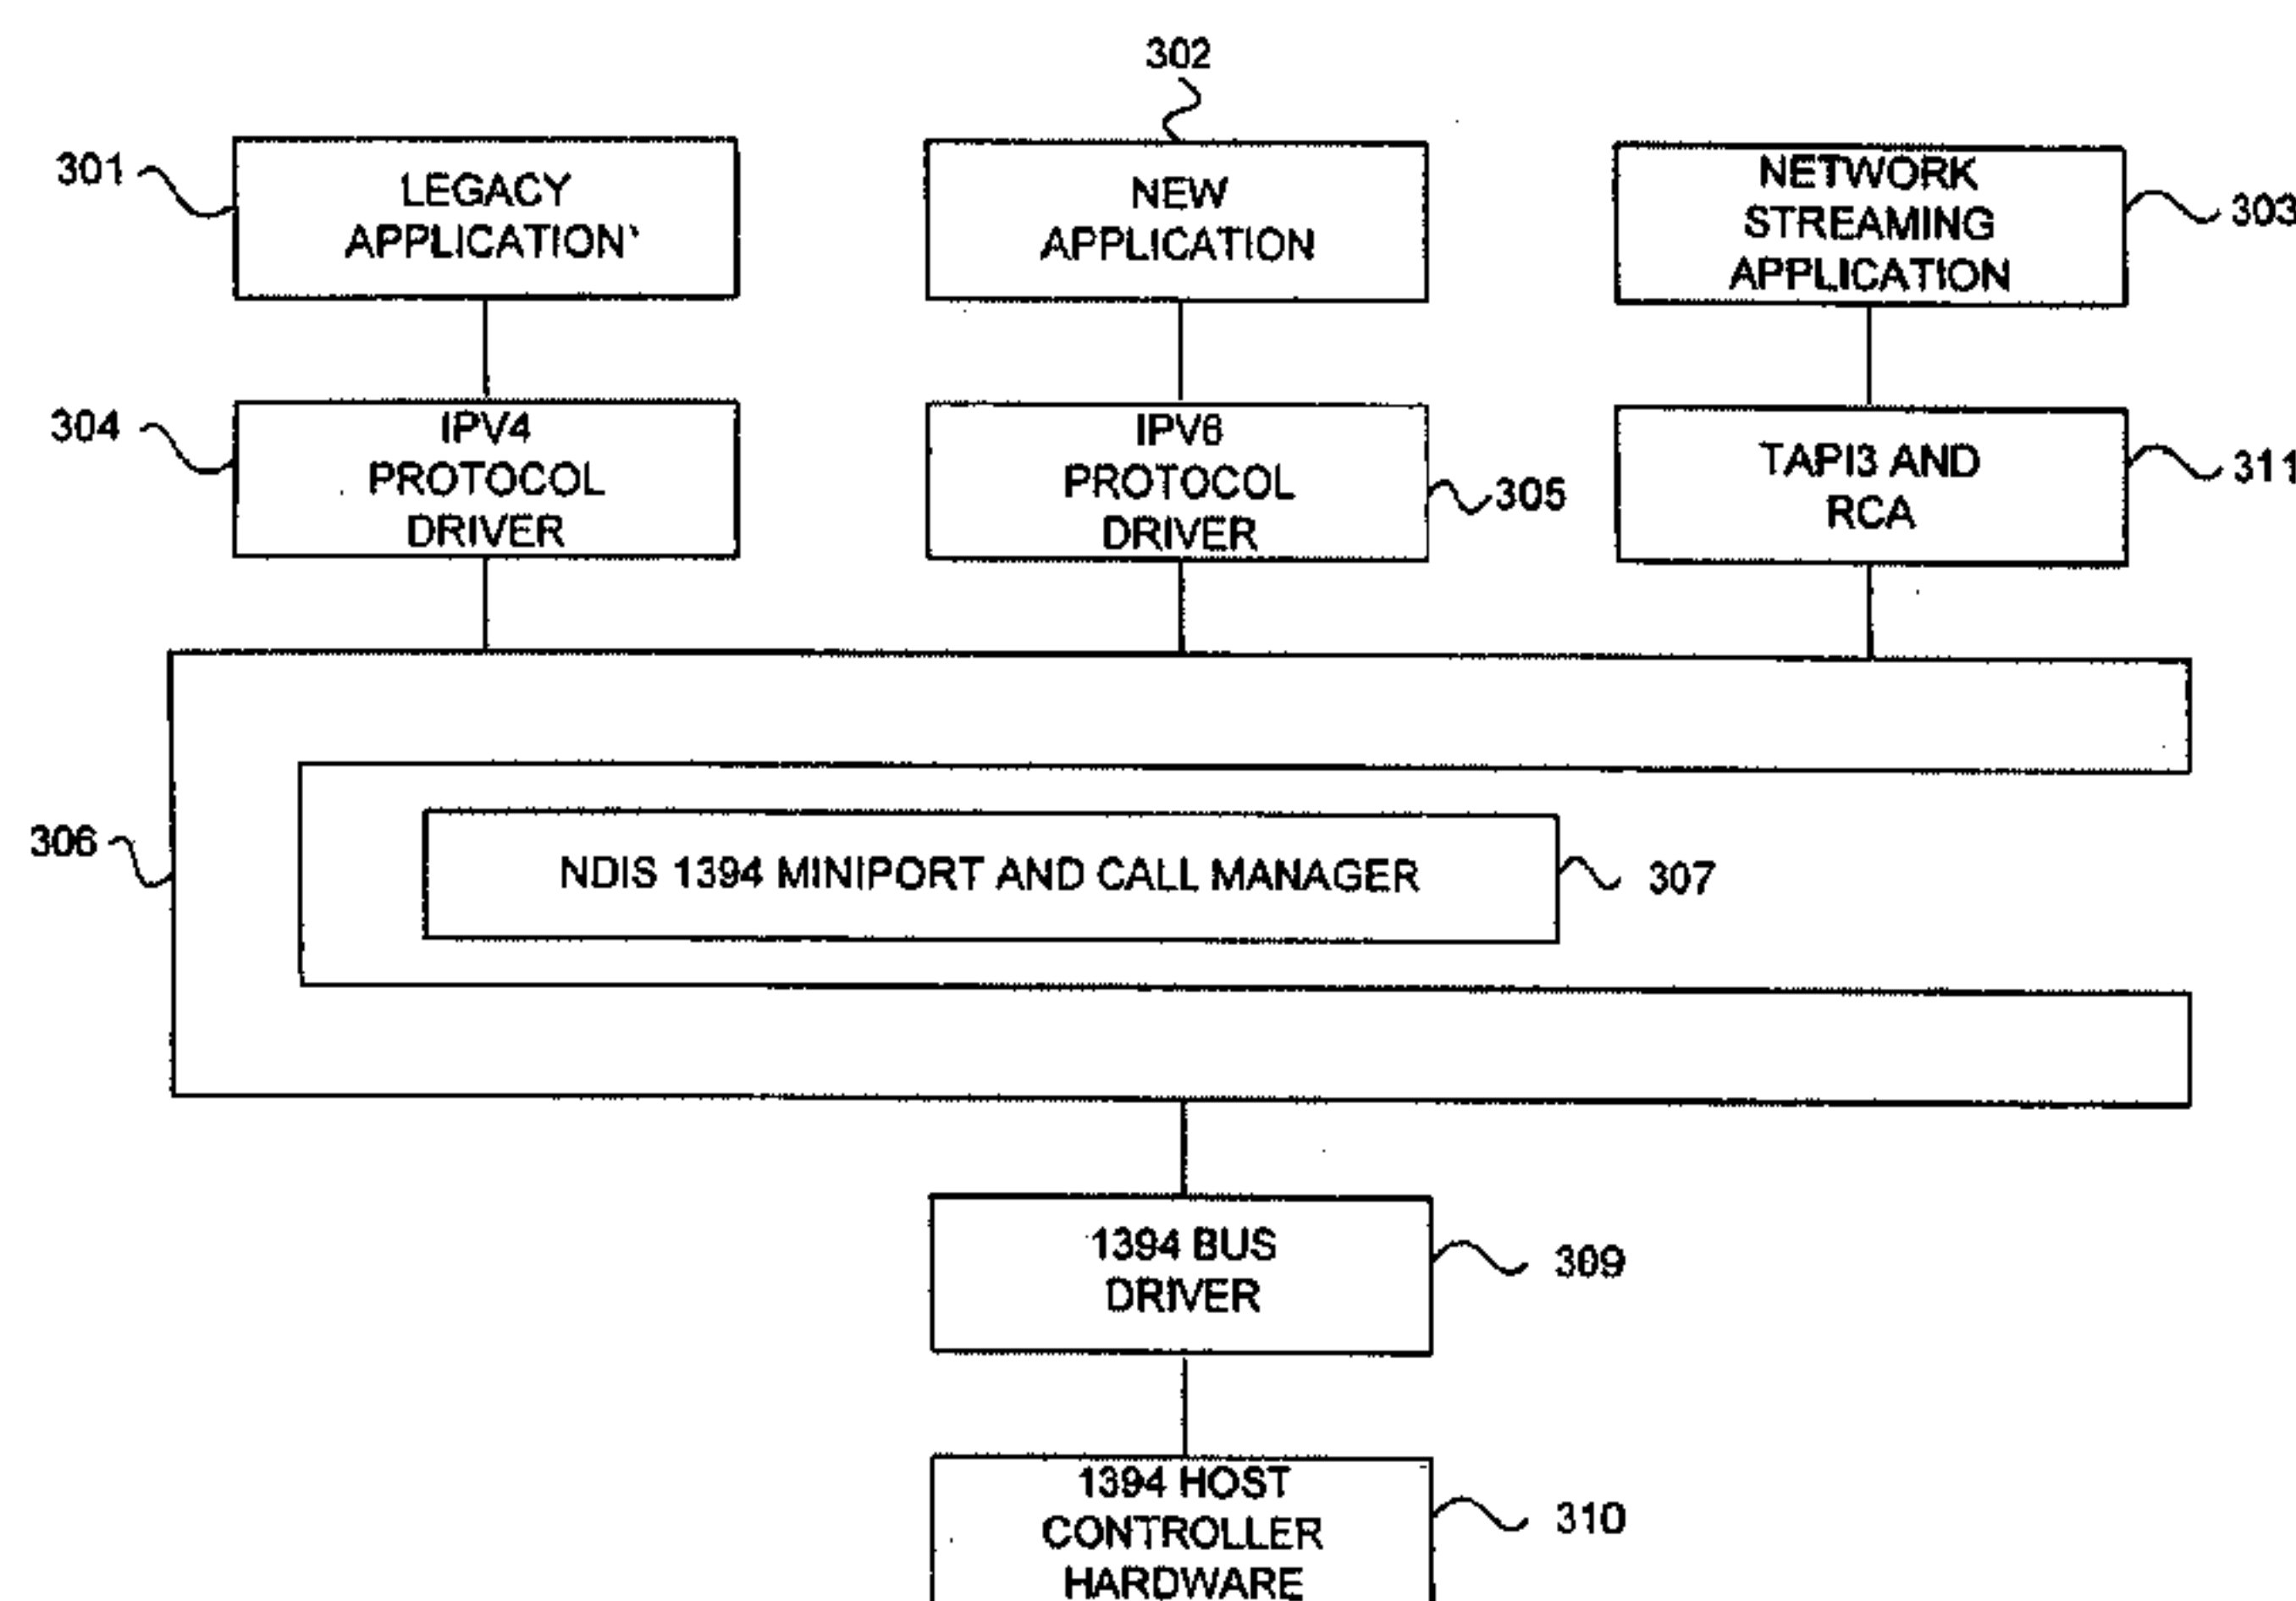 302
301
LEGACY
APPLICATION
NEW
APPLICATION
NETWORK
STREAMING
APPLICATION
303
304
IPV4
PROTOCOL
DRIVER
IPV6
PROTOCOL
DRIVER
305
TAPI3 AND
RCA
311
306
NDIS 1394 MINIPORT AND CALL MANAGER
307
1394 BUS
DRIVER
309
1394 HOST
CONTROLLER
HARDWARE
310